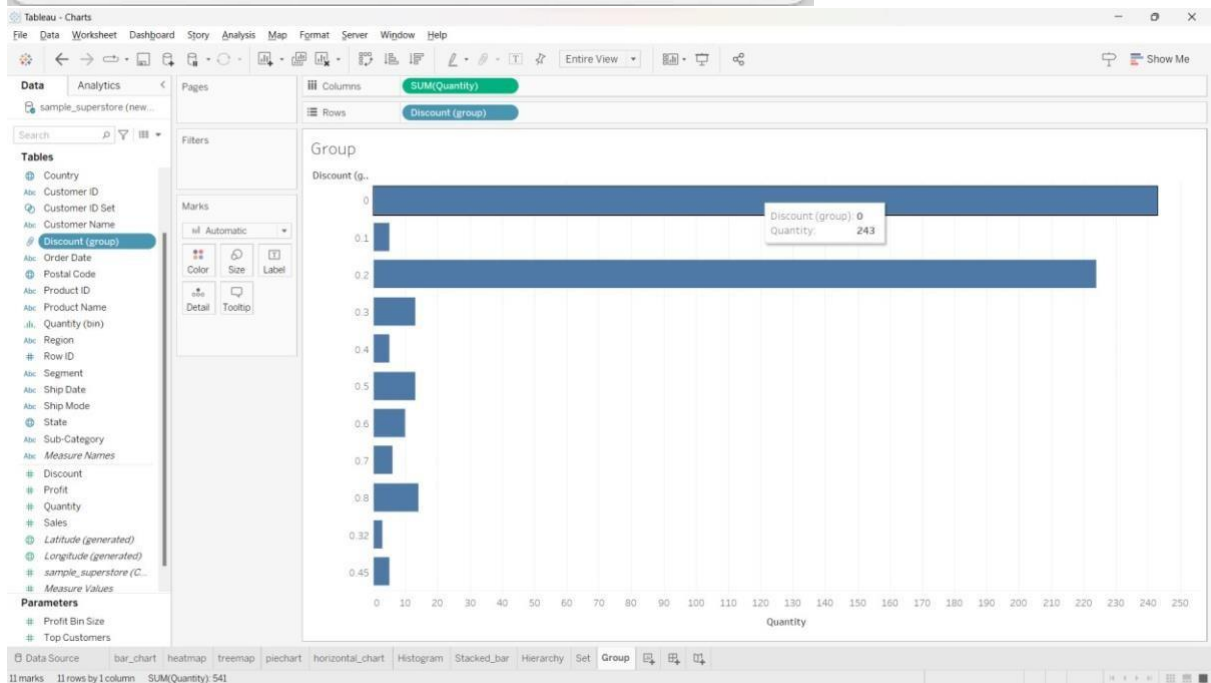 Tableau - Charts
File Data Worksheet Dashboard Story Analysis Map Format Server Window Help
Entire View
Show Me
Data Analytics
Pages
Columns SUM(Quantity)
sample_superstore (new...
Rows Discount (group)
Search
Filters
Group
Tables
Discount (g..
Country
Customer ID
Customer ID Set
Customer Name
Discount (group)
Order Date
Postal Code
Product ID
Product Name
Quantity (bin)
Region
Row ID
Segment
Ship Date
Ship Mode
State
Sub-Category
Measure Names
Discount
Profit
Quantity
Sales
Latitude (generated)
Longitude (generated)
sample_superstore (C...
Measure Values
Parameters
Profit Bin Size
Top Customers
Marks
Automatic
Color Size Label
Detail Tooltip
0
0.1
0.2
0.3
0.4
0.5
0.6
0.7
0.8
0.32
0.45
Discount (group): 0
Quantity: 243
0 10 20 30 40 50 60 70 80 90 100 110 120 130 140 150 160 170 180 190 200 210 220 230 240 250
Quantity
Data Source bar_chart heatmap treemap piechart horizontal_chart Histogram Stacked_bar Hierarchy Set Group
11 marks 11 rows by 1 column SUM(Quantity): 541